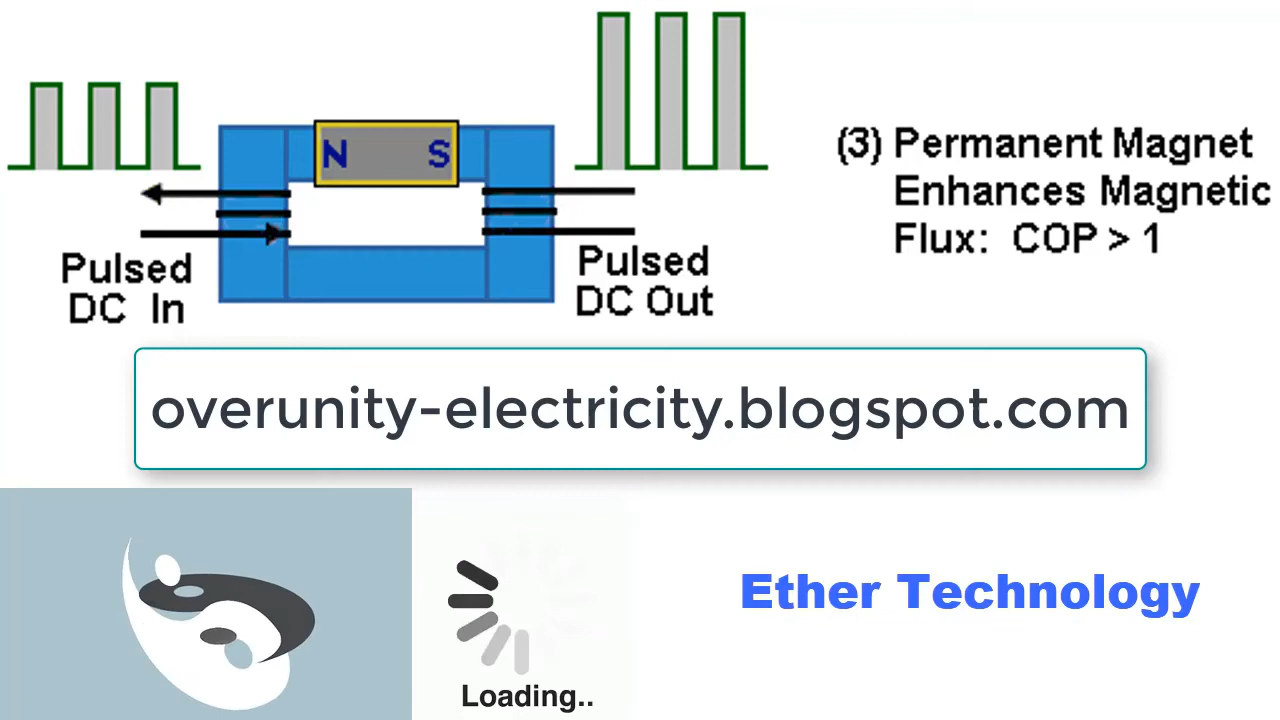 N S
(3) Permanent Magnet
Enhances Magnetic
Flux: COP > 1
Pulsed
DC In
Pulsed
DC Out
overunity-electricity.blogspot.com
Ether Technology
Loading..